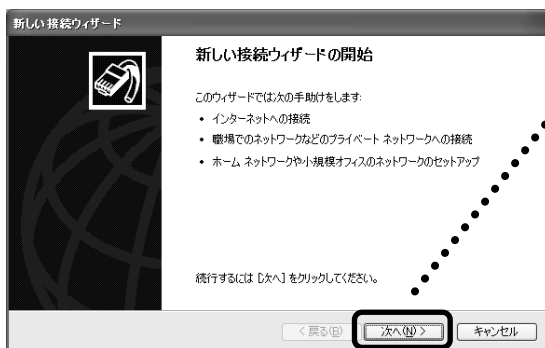 新しい接続ウィザード
新しい接続ウィザードの開始
このウィザードでは次の手助けをします:
• インターネットへの接続
• 職場でのネットワークなどのプライベート ネットワークへの接続
• ホーム ネットワークや小規模オフィスのネットワークのセットアップ
続行するには [次へ] をクリックしてください。
< 戻る(B)
次へ(N) >
キャンセル